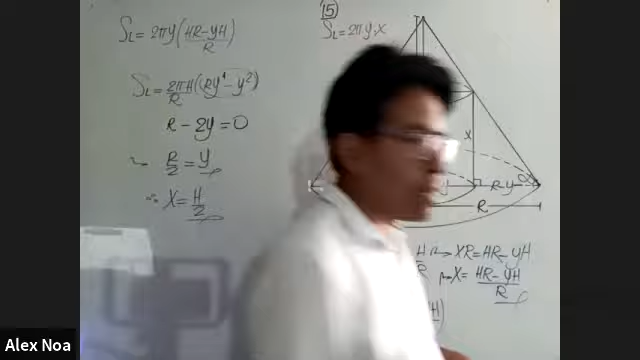 S_L = 2πy(HR-yH / R)
S_L = 2πH / R (Ry¹ - y²)
R - 2y = 0
R / 2 = y
∴ X = H / 2
15
S_L = 2πy·x
x
R-y α
R
H / R → XR = HR - yH
X = HR - yH / R
H)
Alex Noa